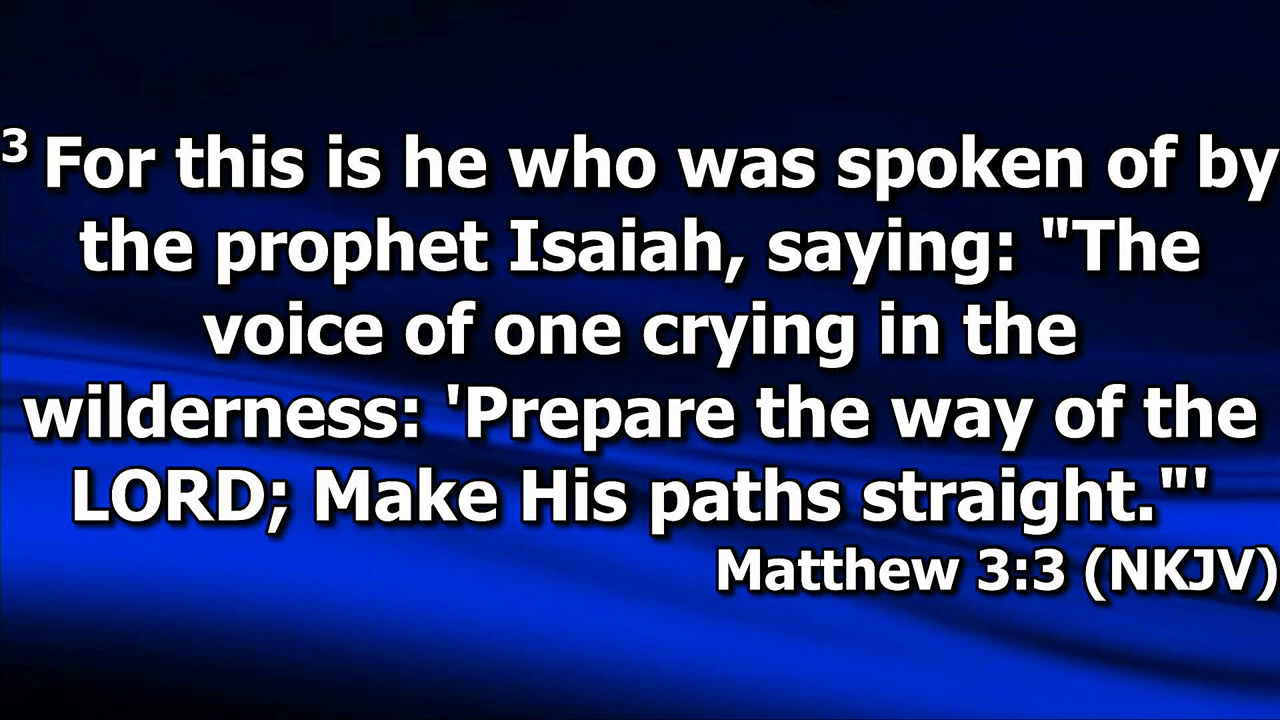 3 For this is he who was spoken of by
the prophet Isaiah, saying: "The
voice of one crying in the
wilderness: 'Prepare the way of the
LORD; Make His paths straight."'
Matthew 3:3 (NKJV)